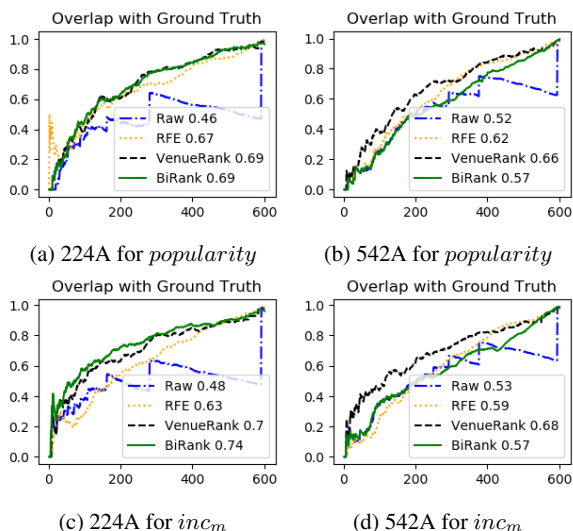 Overlap with Ground Truth
1.0
0.8
0.6
0.4
0.2
0.0
Raw 0.46
RFE 0.67
VenueRank 0.69
BiRank 0.69
0 200 400 600
(a) 224A for popularity
Overlap with Ground Truth
1.0
0.8
0.6
0.4
0.2
0.0
Raw 0.52
RFE 0.62
VenueRank 0.66
BiRank 0.57
0 200 400 600
(b) 542A for popularity
Overlap with Ground Truth
1.0
0.8
0.6
0.4
0.2
0.0
Raw 0.48
RFE 0.63
VenueRank 0.7
BiRank 0.74
0 200 400 600
(c) 224A for inc_m
Overlap with Ground Truth
1.0
0.8
0.6
0.4
0.2
0.0
Raw 0.53
RFE 0.59
VenueRank 0.68
BiRank 0.57
0 200 400 600
(d) 542A for inc_m